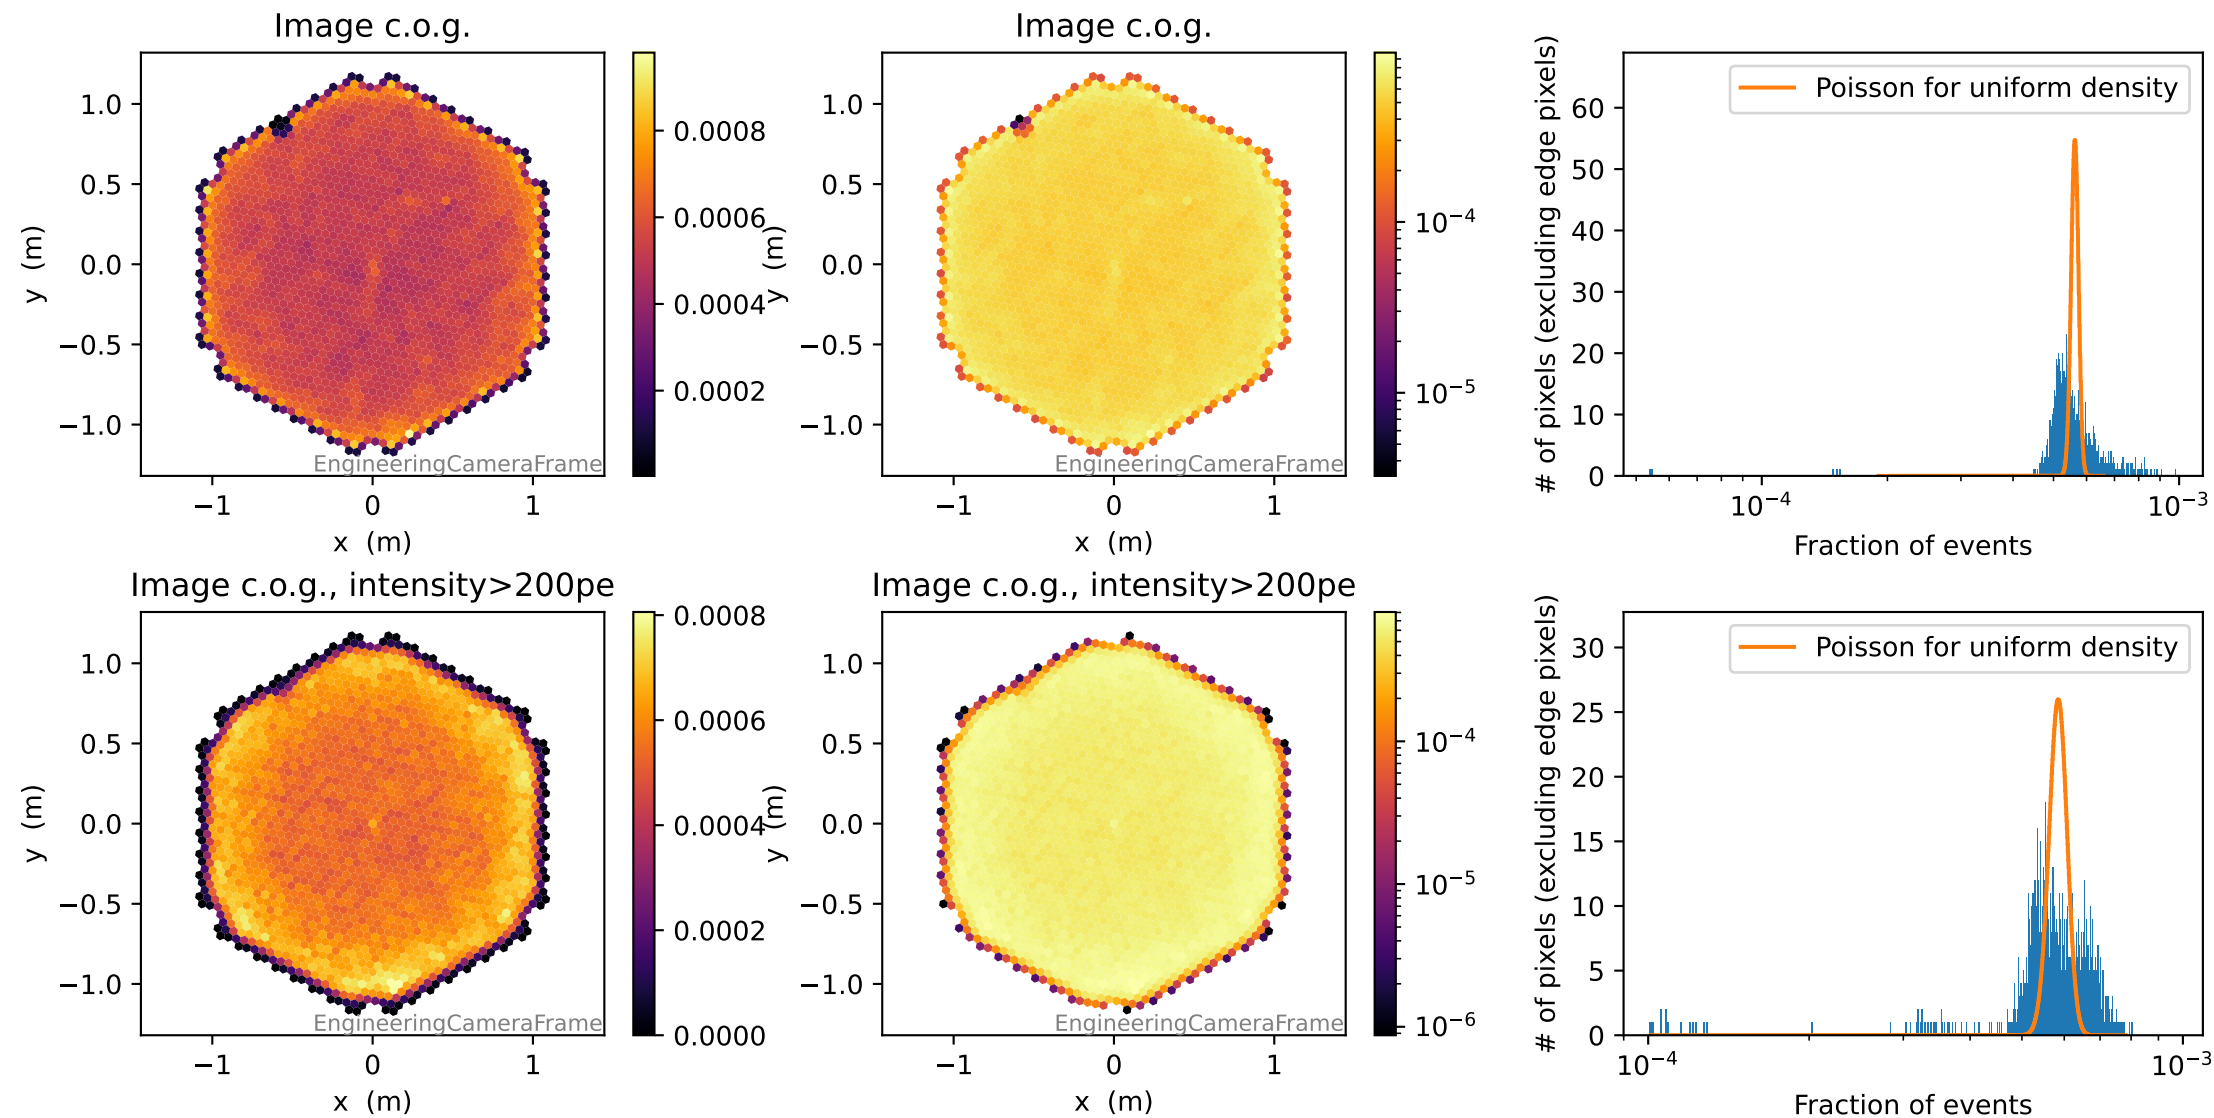 Image c.o.g.
y (m)
1.0
0.5
0.0
−0.5
−1.0
−1
0
1
x (m)
EngineeringCameraFrame
0.0008
0.0006
0.0004
0.0002
Image c.o.g.
y (m)
1.0
0.5
0.0
−0.5
−1.0
−1
0
1
x (m)
EngineeringCameraFrame
10⁻⁴
10⁻⁵
# of pixels (excluding edge pixels)
60
50
40
30
20
10
0
Poisson for uniform density
10⁻⁴
10⁻³
Fraction of events
Image c.o.g., intensity>200pe
y (m)
1.0
0.5
0.0
−0.5
−1.0
−1
0
1
x (m)
EngineeringCameraFrame
0.0008
0.0006
0.0004
0.0002
0.0000
Image c.o.g., intensity>200pe
y (m)
1.0
0.5
0.0
−0.5
−1.0
−1
0
1
x (m)
EngineeringCameraFrame
10⁻⁴
10⁻⁵
10⁻⁶
# of pixels (excluding edge pixels)
30
25
20
15
10
5
0
Poisson for uniform density
10⁻⁴
10⁻³
Fraction of events